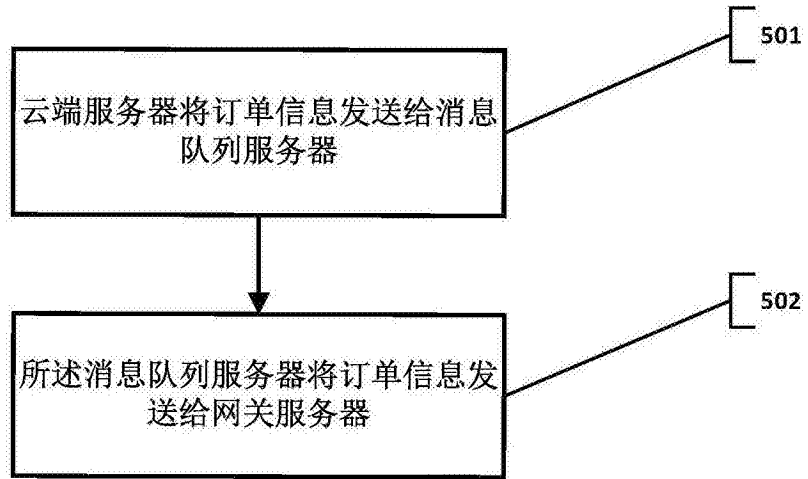 501
云端服务器将订单信息发送给消息
队列服务器
502
所述消息队列服务器将订单信息发
送给网关服务器